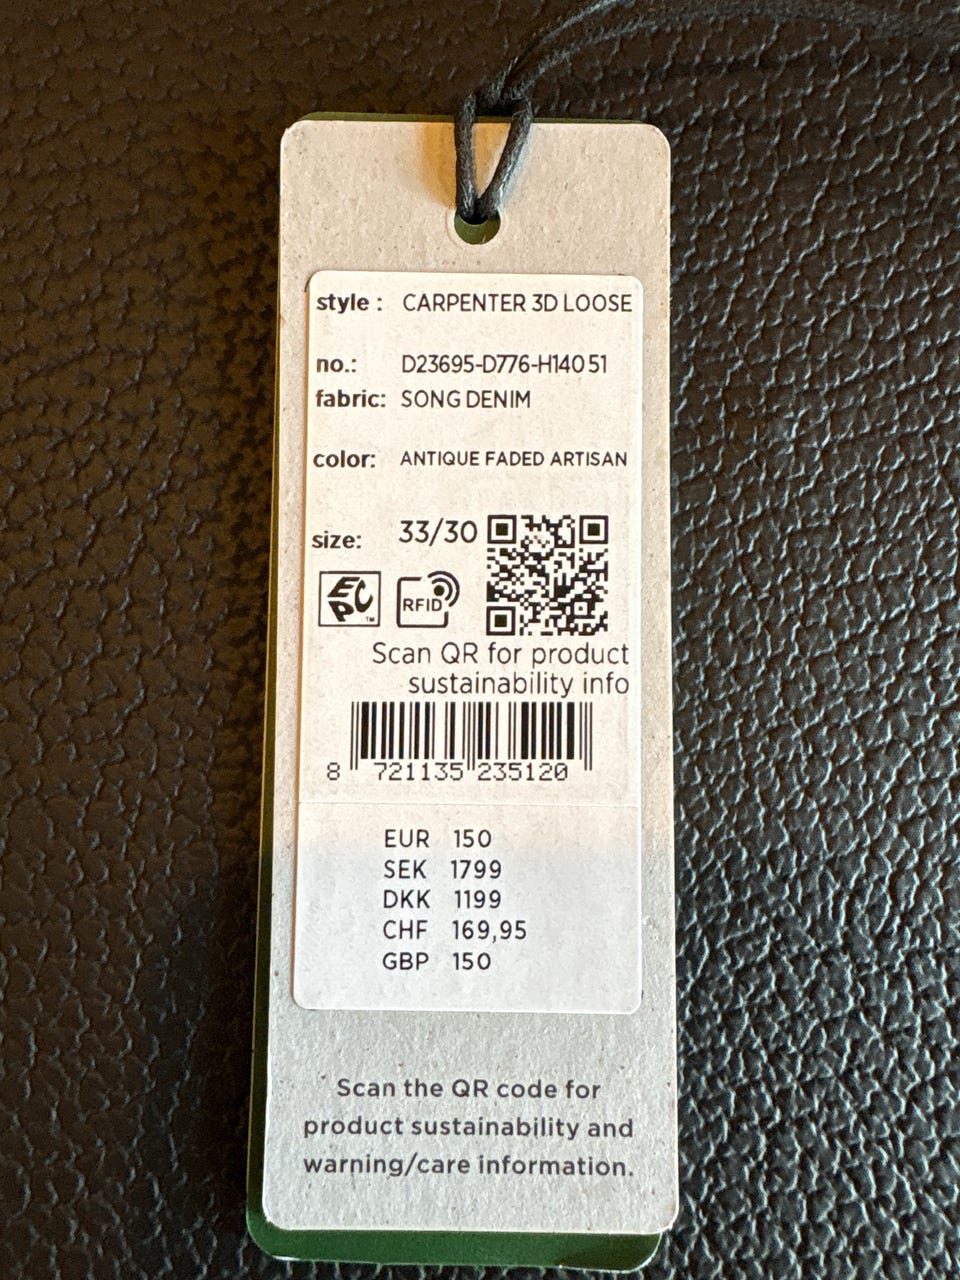 style : CARPENTER 3D LOOSE
no.: D23695-D776-H140 51
fabric: SONG DENIM
color: ANTIQUE FADED ARTISAN
size: 33/30
EPC™
RFID
Scan QR for product
sustainability info
8 721135 235120
EUR 150
SEK 1799
DKK 1199
CHF 169,95
GBP 150
Scan the QR code for
product sustainability and
warning/care information.